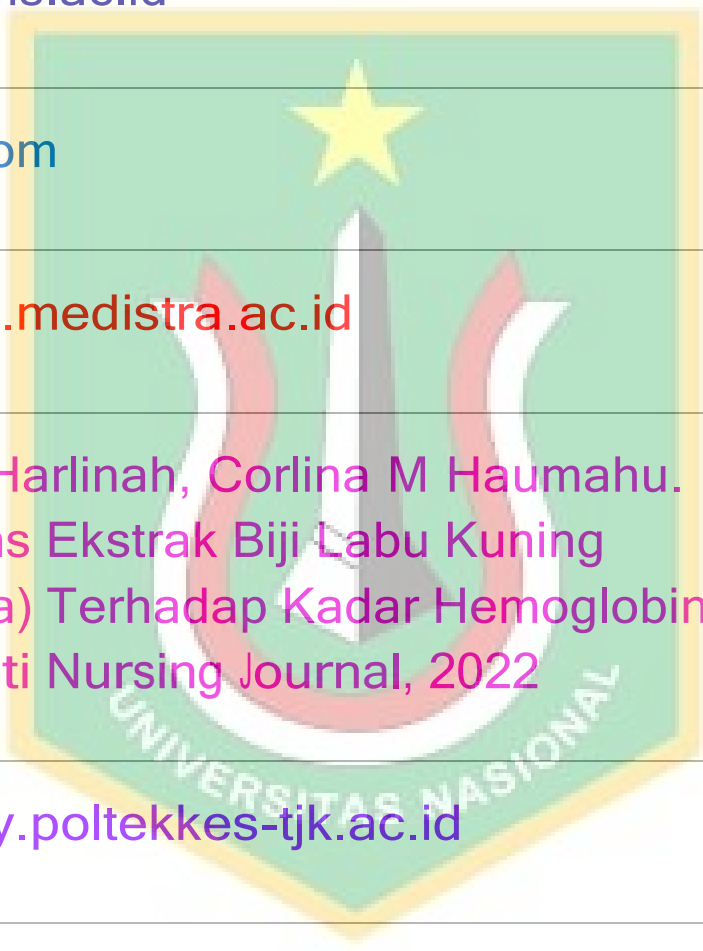 om
.medistra.ac.id
Harlinah, Corlina M Haumahu.
as Ekstrak Biji Labu Kuning
a) Terhadap Kadar Hemoglobin
ti Nursing Journal, 2022
UNIVERSITAS NASIONAL
y.poltekkes-tjk.ac.id